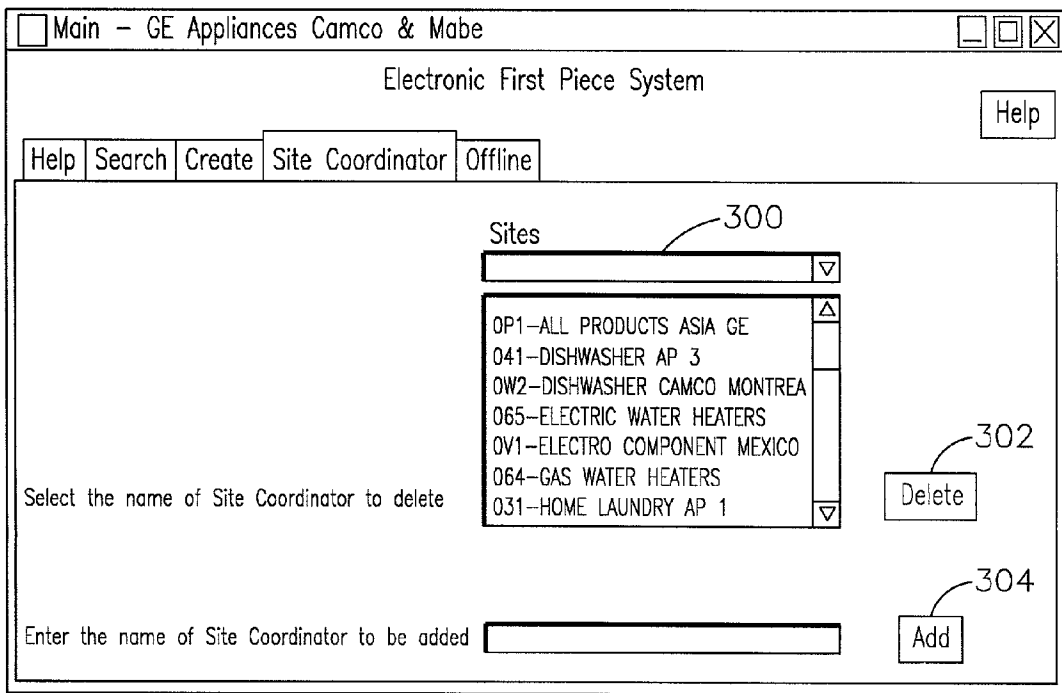 Main – GE Appliances Camco & Mabe
Electronic First Piece System
Help
Help Search Create Site Coordinator Offline
300
Sites
0P1–ALL PRODUCTS ASIA GE
041–DISHWASHER AP 3
0W2–DISHWASHER CAMCO MONTREA
065–ELECTRIC WATER HEATERS
0V1–ELECTRO COMPONENT MEXICO
064–GAS WATER HEATERS
031–HOME LAUNDRY AP 1
302
Select the name of Site Coordinator to delete
Delete
304
Enter the name of Site Coordinator to be added
Add